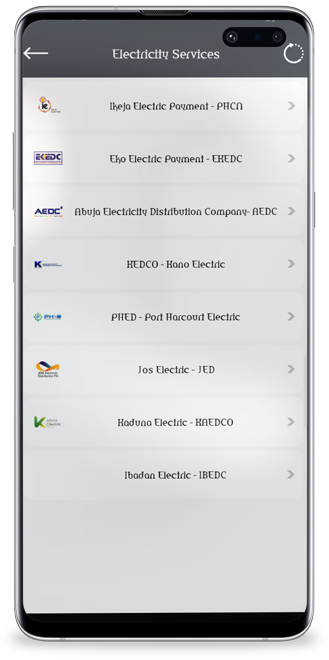 Electricity Services
Ikeja Electric Payment - PHCN
EKEDC
Eko Electric Payment - EKEDC
AEDC
Abuja Electricity Distribution Company- AEDC
KEDCO - Kano Electric
PHED - Port Harcourt Electric
Jos Electric - JED
Kaduna Electric - KAEDCO
Ibadan Electric - IBEDC